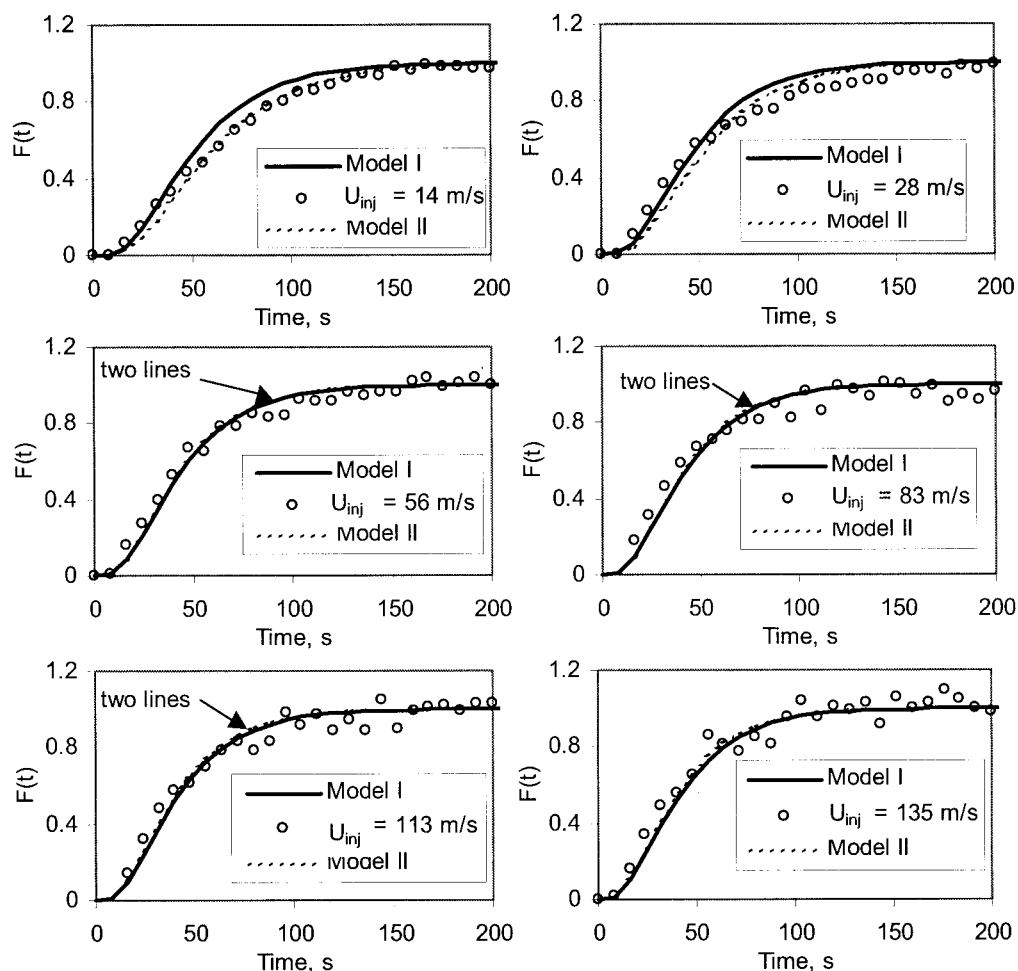 1.2
0.8
0.4
0
F(t)
Model I
U_inj = 14 m/s
Model II
0 50 100 150 200
Time, s
1.2
0.8
0.4
0
F(t)
Model I
U_inj = 28 m/s
Model II
0 50 100 150 200
Time, s
1.2
0.8
0.4
0
F(t)
two lines
Model I
U_inj = 56 m/s
Model II
0 50 100 150 200
Time, s
1.2
0.8
0.4
0
F(t)
two lines
Model I
U_inj = 83 m/s
Model II
0 50 100 150 200
Time, s
1.2
0.8
0.4
0
F(t)
two lines
Model I
U_inj = 113 m/s
Model II
0 50 100 150 200
Time, s
1.2
0.8
0.4
0
F(t)
Model I
U_inj = 135 m/s
Model II
0 50 100 150 200
Time, s